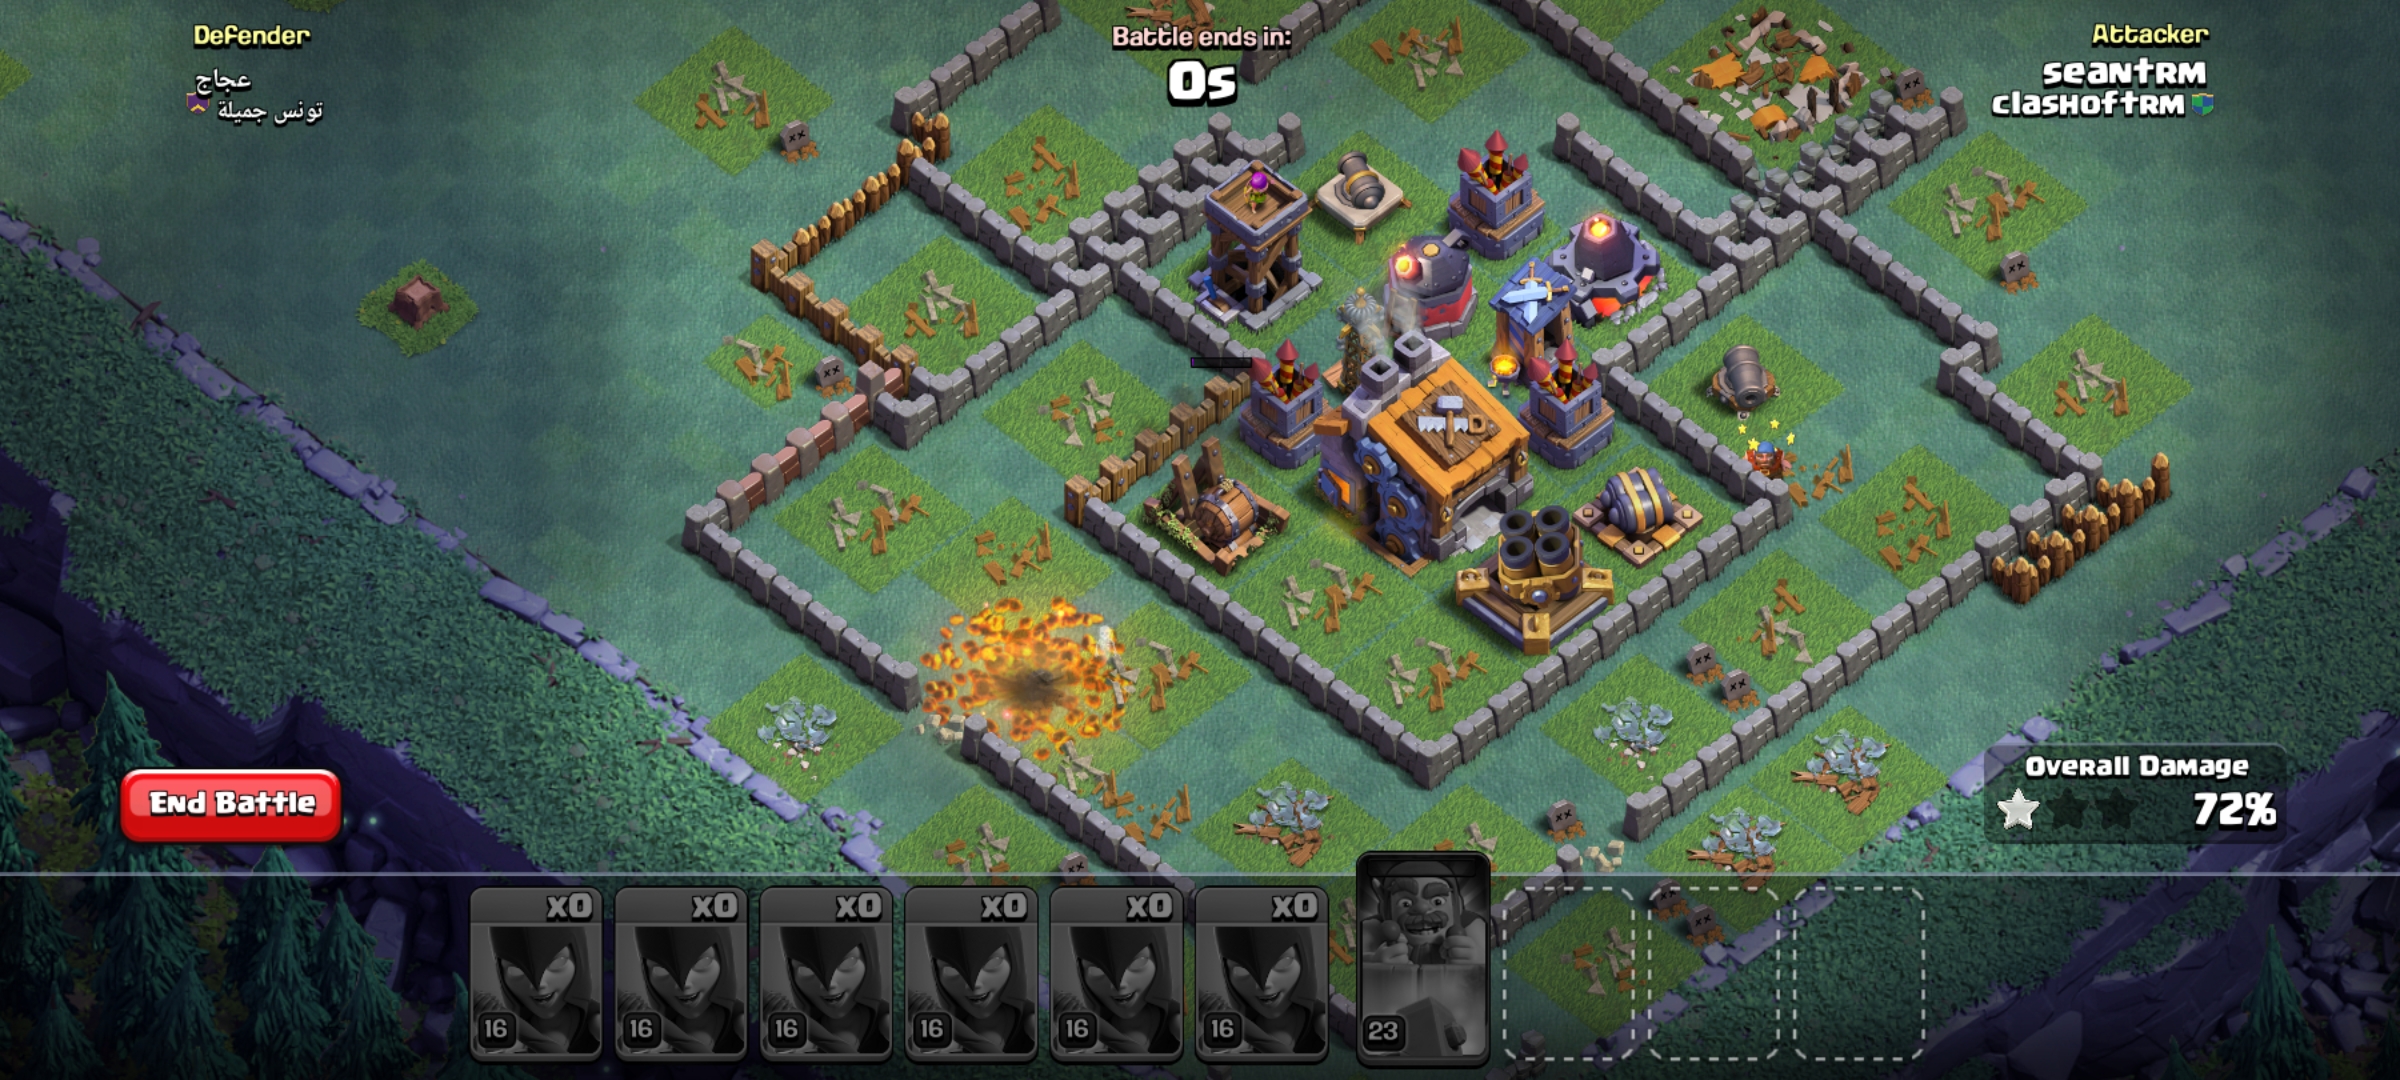 Defender
عجاج
تونس جميلة
Battle ends in:
0s
Attacker
seantRM
clashoftRM
End Battle
Overall Damage
72%
x0
x0
x0
x0
x0
x0
16
16
16
16
16
16
23